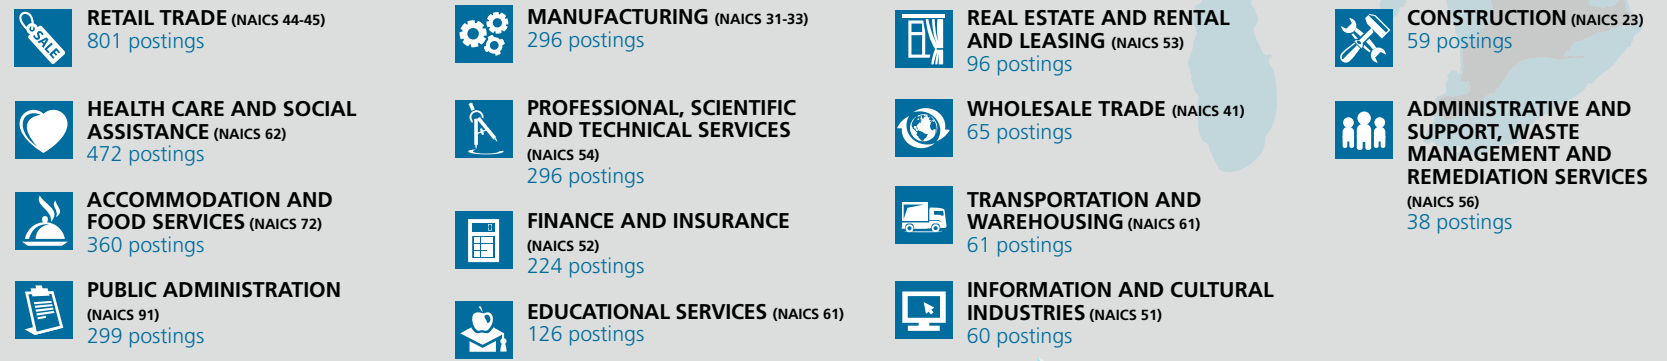 RETAIL TRADE (NAICS 44-45)
801 postings
HEALTH CARE AND SOCIAL
ASSISTANCE (NAICS 62)
472 postings
ACCOMMODATION AND
FOOD SERVICES (NAICS 72)
360 postings
PUBLIC ADMINISTRATION
(NAICS 91)
299 postings
MANUFACTURING (NAICS 31-33)
296 postings
PROFESSIONAL, SCIENTIFIC
AND TECHNICAL SERVICES
(NAICS 54)
296 postings
FINANCE AND INSURANCE
(NAICS 52)
224 postings
EDUCATIONAL SERVICES (NAICS 61)
126 postings
REAL ESTATE AND RENTAL
AND LEASING (NAICS 53)
96 postings
WHOLESALE TRADE (NAICS 41)
65 postings
TRANSPORTATION AND
WAREHOUSING (NAICS 61)
61 postings
INFORMATION AND CULTURAL
INDUSTRIES (NAICS 51)
60 postings
CONSTRUCTION (NAICS 23)
59 postings
ADMINISTRATIVE AND
SUPPORT, WASTE
MANAGEMENT AND
REMEDIATION SERVICES
(NAICS 56)
38 postings
SALE